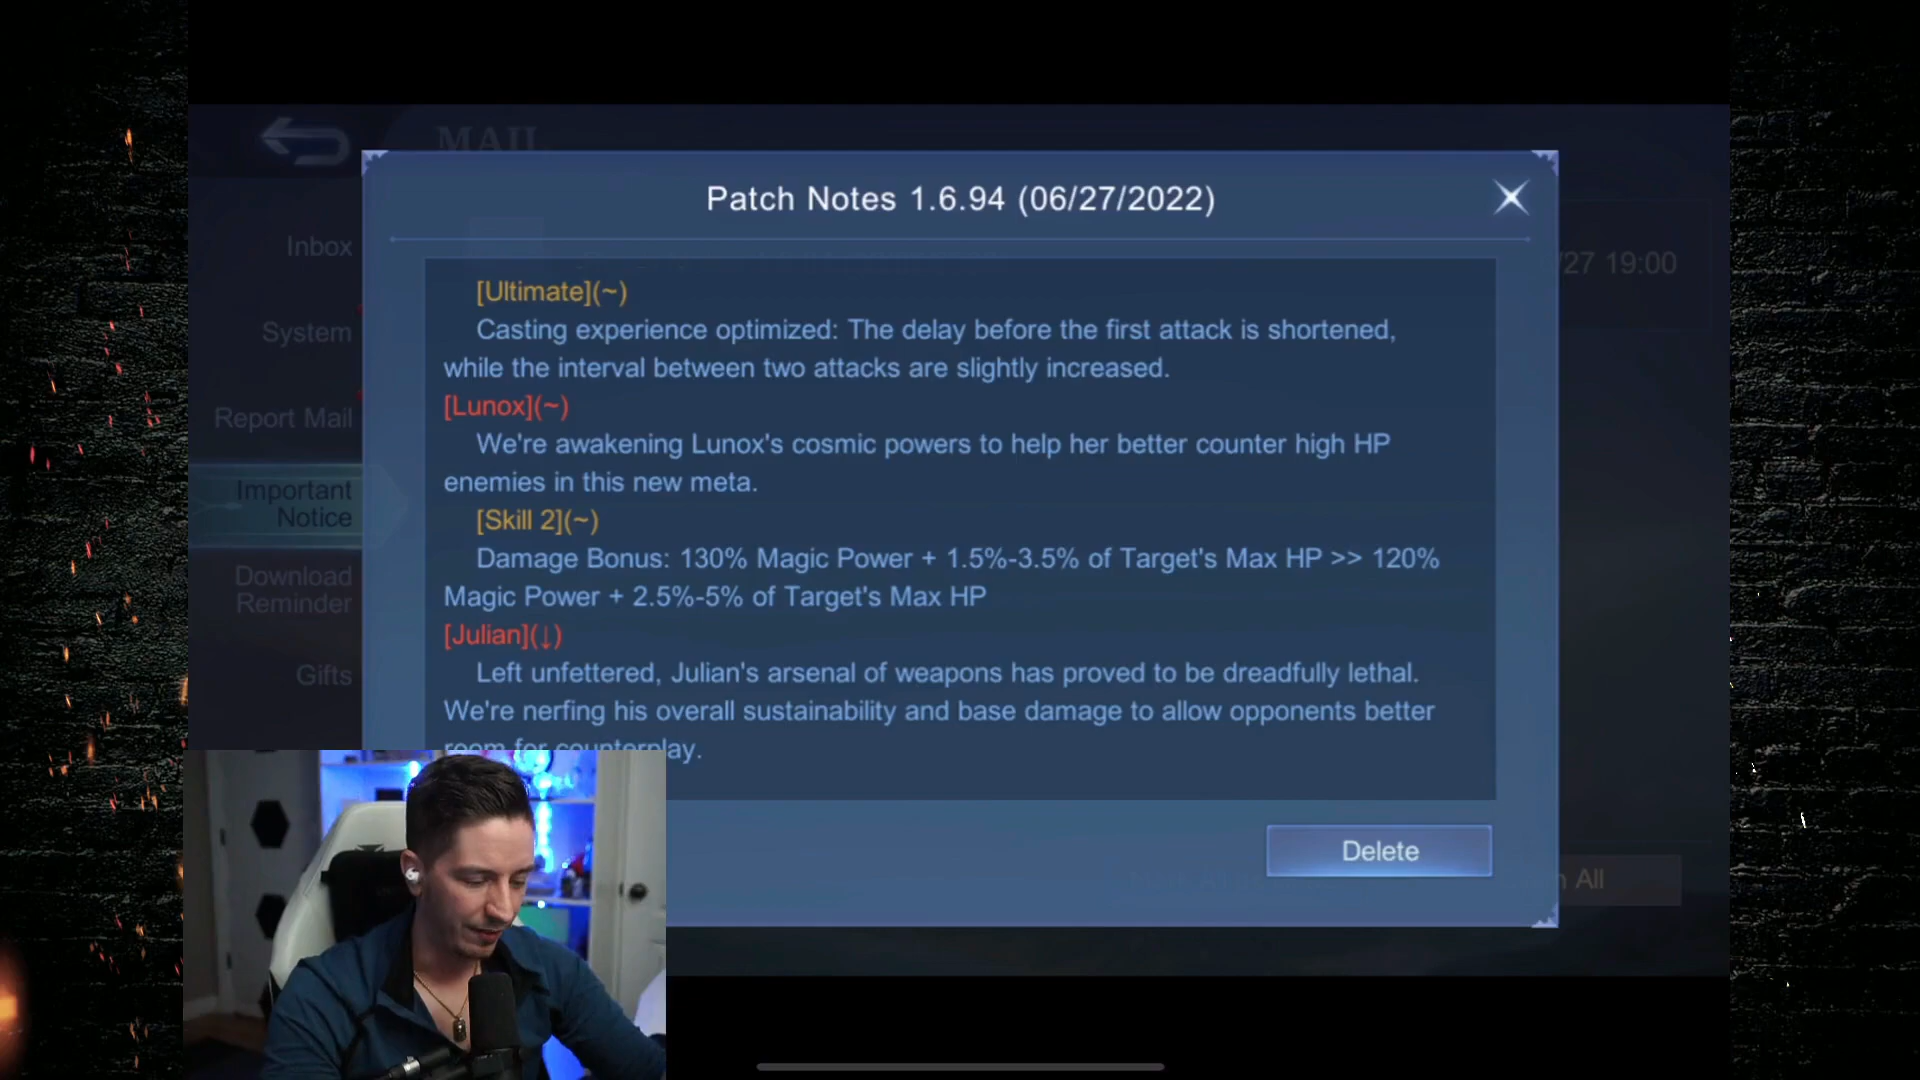 MAIL
Patch Notes 1.6.94 (06/27/2022)
Inbox
/27 19:00
System
Report Mail
Important
Notice
Download
Reminder
Gifts
[Ultimate](~)
Casting experience optimized: The delay before the first attack is shortened,
while the interval between two attacks are slightly increased.
[Lunox](~)
We're awakening Lunox's cosmic powers to help her better counter high HP
enemies in this new meta.
[Skill 2](~)
Damage Bonus: 130% Magic Power + 1.5%-3.5% of Target's Max HP >> 120%
Magic Power + 2.5%-5% of Target's Max HP
[Julian](↓)
Left unfettered, Julian's arsenal of weapons has proved to be dreadfully lethal.
We're nerfing his overall sustainability and base damage to allow opponents better
room for counterplay.
Delete
All